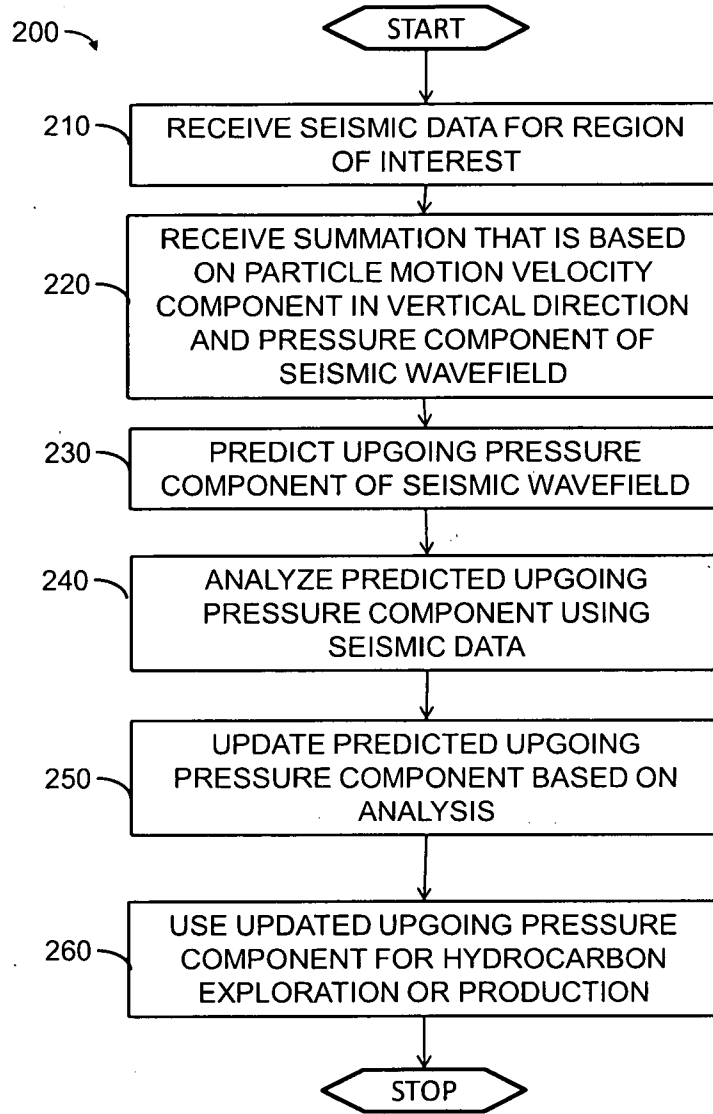 200
START
210
RECEIVE SEISMIC DATA FOR REGION
OF INTEREST
220
RECEIVE SUMMATION THAT IS BASED
ON PARTICLE MOTION VELOCITY
COMPONENT IN VERTICAL DIRECTION
AND PRESSURE COMPONENT OF
SEISMIC WAVEFIELD
230
PREDICT UPGOING PRESSURE
COMPONENT OF SEISMIC WAVEFIELD
240
ANALYZE PREDICTED UPGOING
PRESSURE COMPONENT USING
SEISMIC DATA
250
UPDATE PREDICTED UPGOING
PRESSURE COMPONENT BASED ON
ANALYSIS
260
USE UPDATED UPGOING PRESSURE
COMPONENT FOR HYDROCARBON
EXPLORATION OR PRODUCTION
STOP